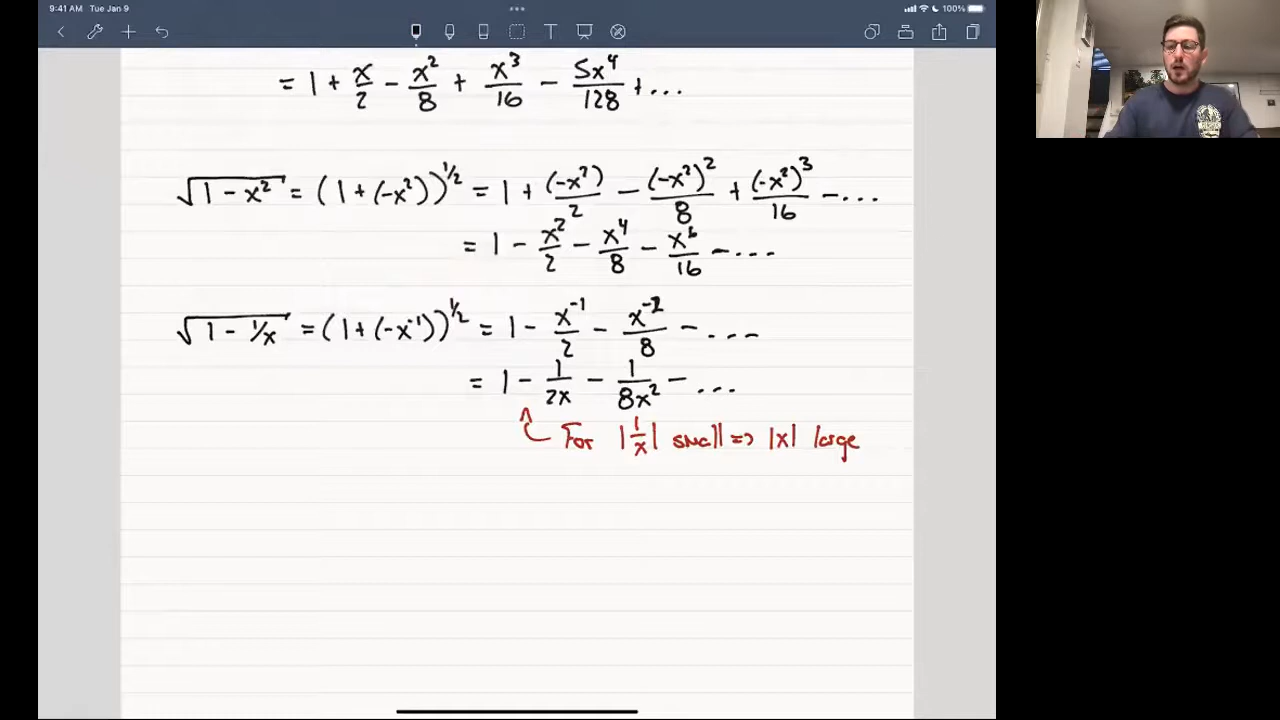 9:41 AM Tue Jan 9
100%
= 1 + x/2 − x²/8 + x³/16 − 5x⁴/128 + ...
√(1 − x²) = (1 + (−x²))^½ = 1 + (−x²)/2 − (−x²)²/8 + (−x²)³/16 − ...
= 1 − x²/2 − x⁴/8 − x⁶/16 − ...
√(1 − 1/x) = (1 + (−x⁻¹))^½ = 1 − x⁻¹/2 − x⁻²/8 − ...
= 1 − 1/2x − 1/8x² − ...
For |1/x| small ⇒ |x| large